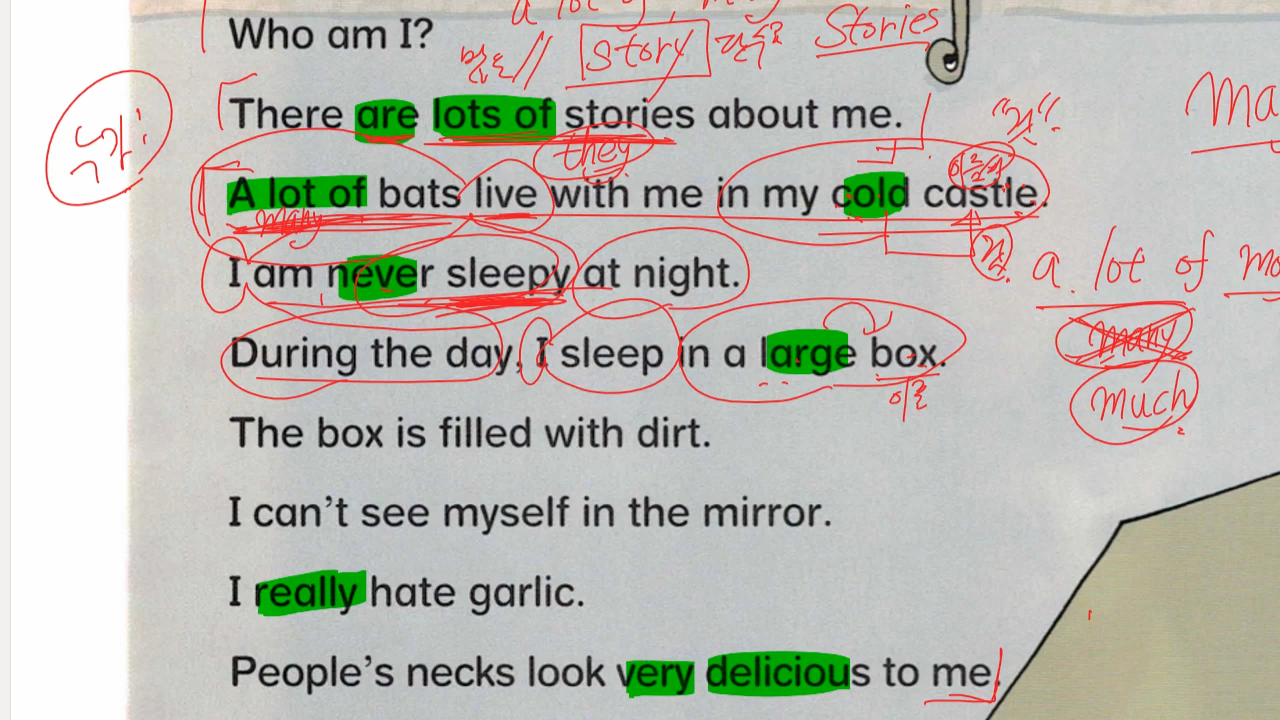 a lot of
Who am I?
story
Stories
There are lots of stories about me.
they
A lot of bats live with me in my cold castle.
many
I am never sleepy at night.
a lot of
many
During the day, I sleep in a large box.
much
The box is filled with dirt.
I can't see myself in the mirror.
I really hate garlic.
People's necks look very delicious to me.